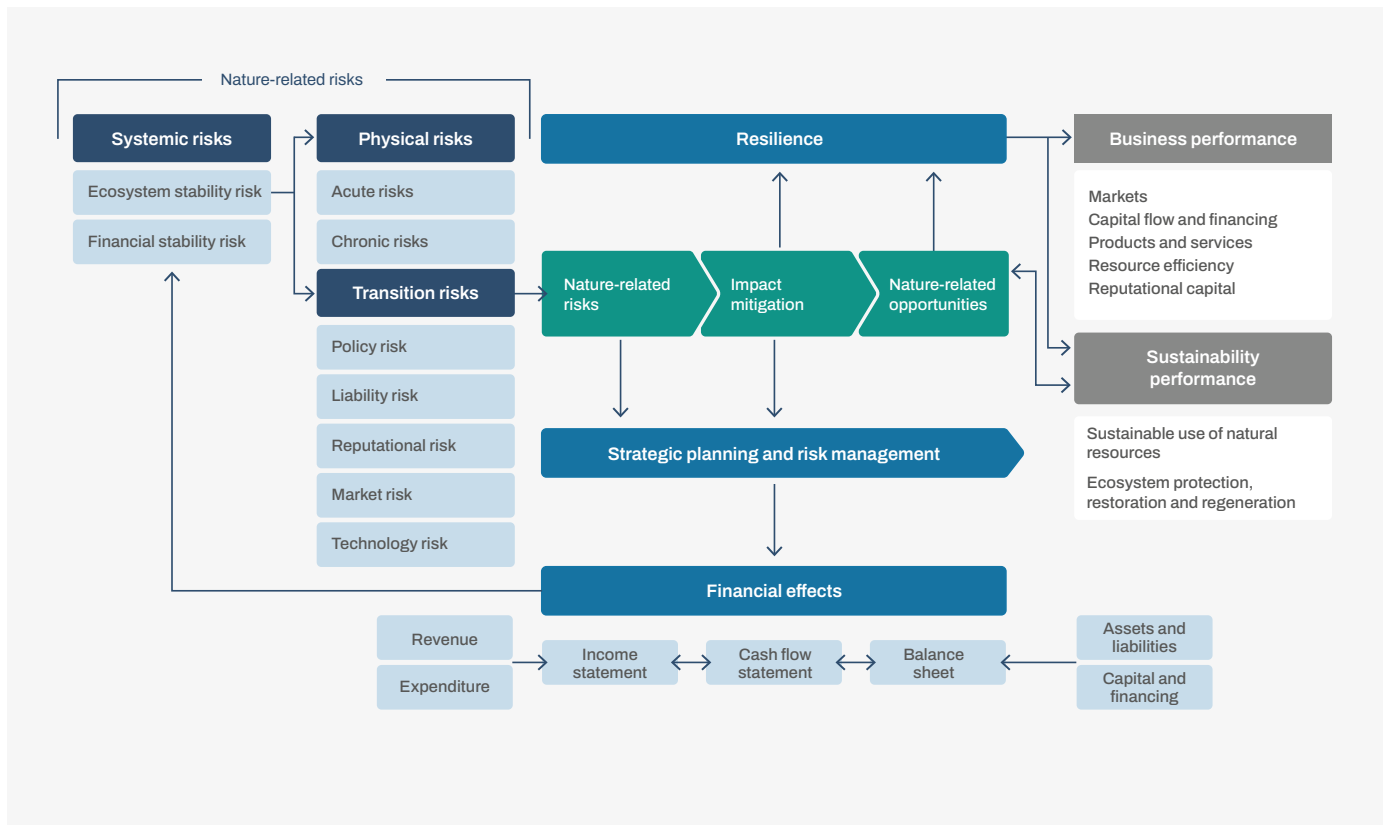 Nature-related risks
Systemic risks
Ecosystem stability risk
Financial stability risk
Physical risks
Acute risks
Chronic risks
Transition risks
Policy risk
Liability risk
Reputational risk
Market risk
Technology risk
Resilience
Nature-related
risks
Impact
mitigation
Nature-related
opportunities
Strategic planning and risk management
Financial effects
Revenue
Expenditure
Income
statement
Cash flow
statement
Balance
sheet
Assets and
liabilities
Capital and
financing
Business performance
Markets
Capital flow and financing
Products and services
Resource efficiency
Reputational capital
Sustainability
performance
Sustainable use of natural
resources
Ecosystem protection,
restoration and regeneration